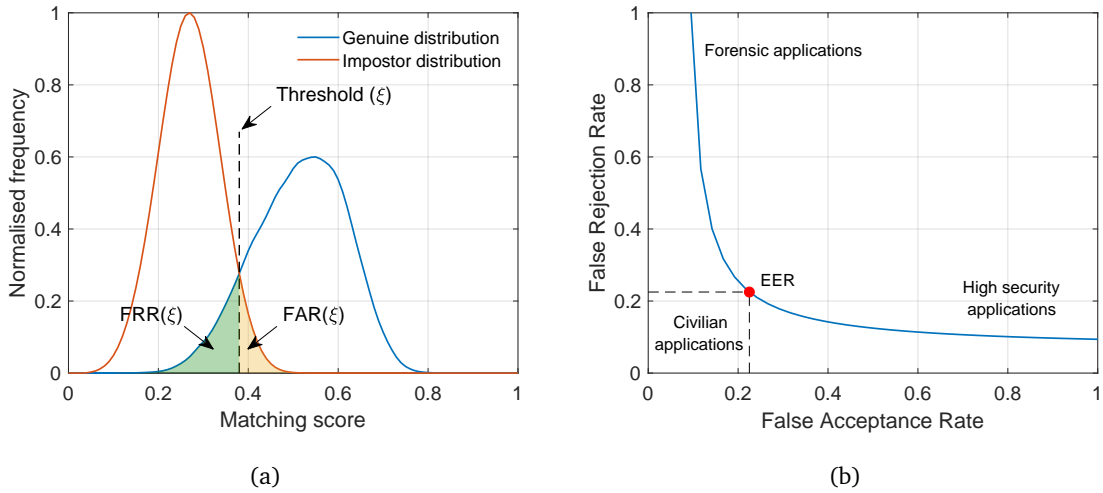 1
0.8
0.6
0.4
0.2
0
0 0.2 0.4 0.6 0.8 1
Normalised frequency
Matching score
Genuine distribution
Impostor distribution
Threshold (ξ)
FRR(ξ)
FAR(ξ)
(a)
1
0.8
0.6
0.4
0.2
0
0 0.2 0.4 0.6 0.8 1
False Rejection Rate
False Acceptance Rate
Forensic applications
EER
Civilian
applications
High security
applications
(b)